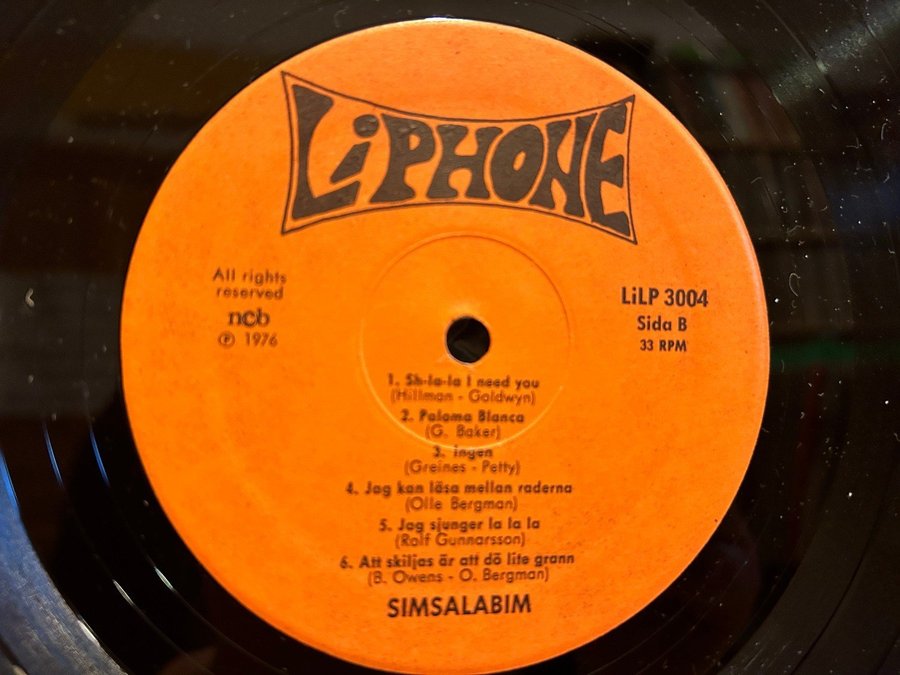 LiPHONE
All rights
reserved
ncb
℗ 1976
LiLP 3004
Sida B
33 RPM
1. Sh-la-la I need you
(Hillman - Goldwyn)
2. Paloma Blanca
(G. Baker)
3. Ingen
(Greines - Petty)
4. Jag kan läsa mellan raderna
(Olle Bergman)
5. Jag sjunger la la la
(Rolf Gunnarsson)
6. Att skiljas är att dö lite grann
(B. Owens - O. Bergman)
SIMSALABIM